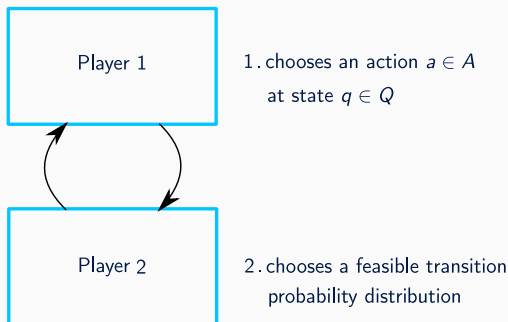 Player 1
1. chooses an action a ∈ A
at state q ∈ Q
Player 2
2. chooses a feasible transition
probability distribution